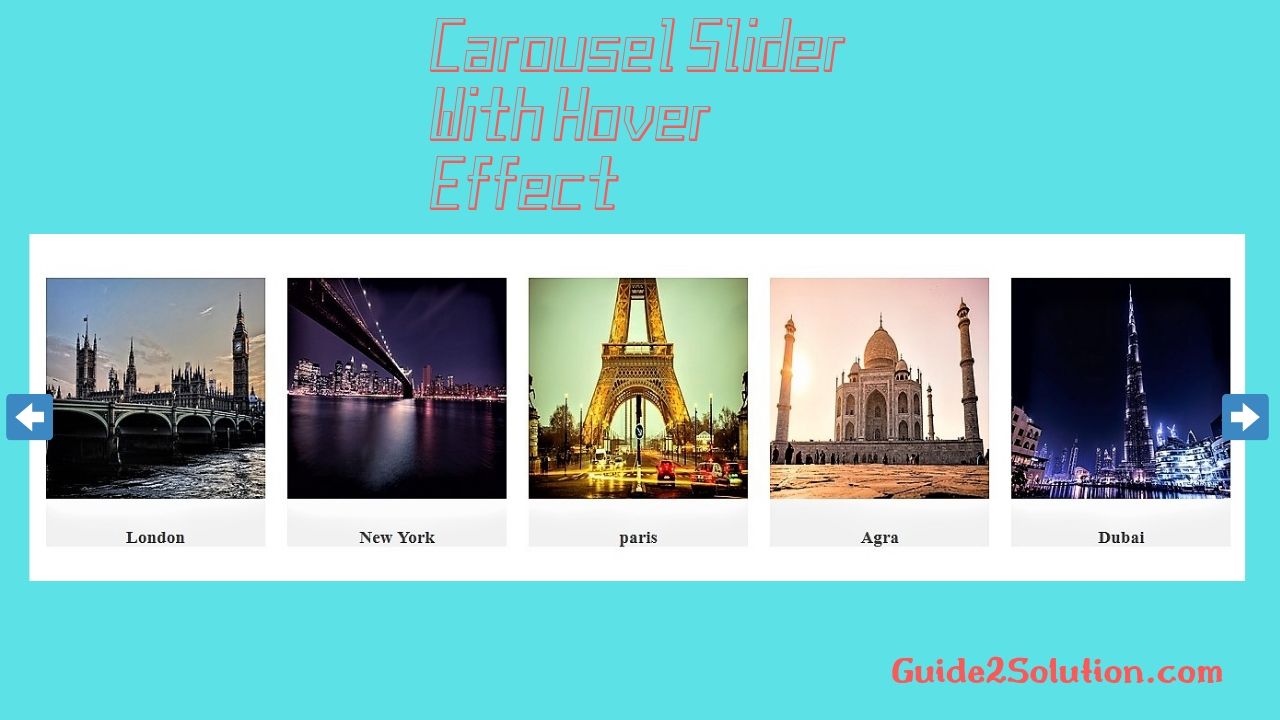 Carousel Slider
With Hover
Effect
London
New York
paris
Agra
Dubai
Guide2Solution.com